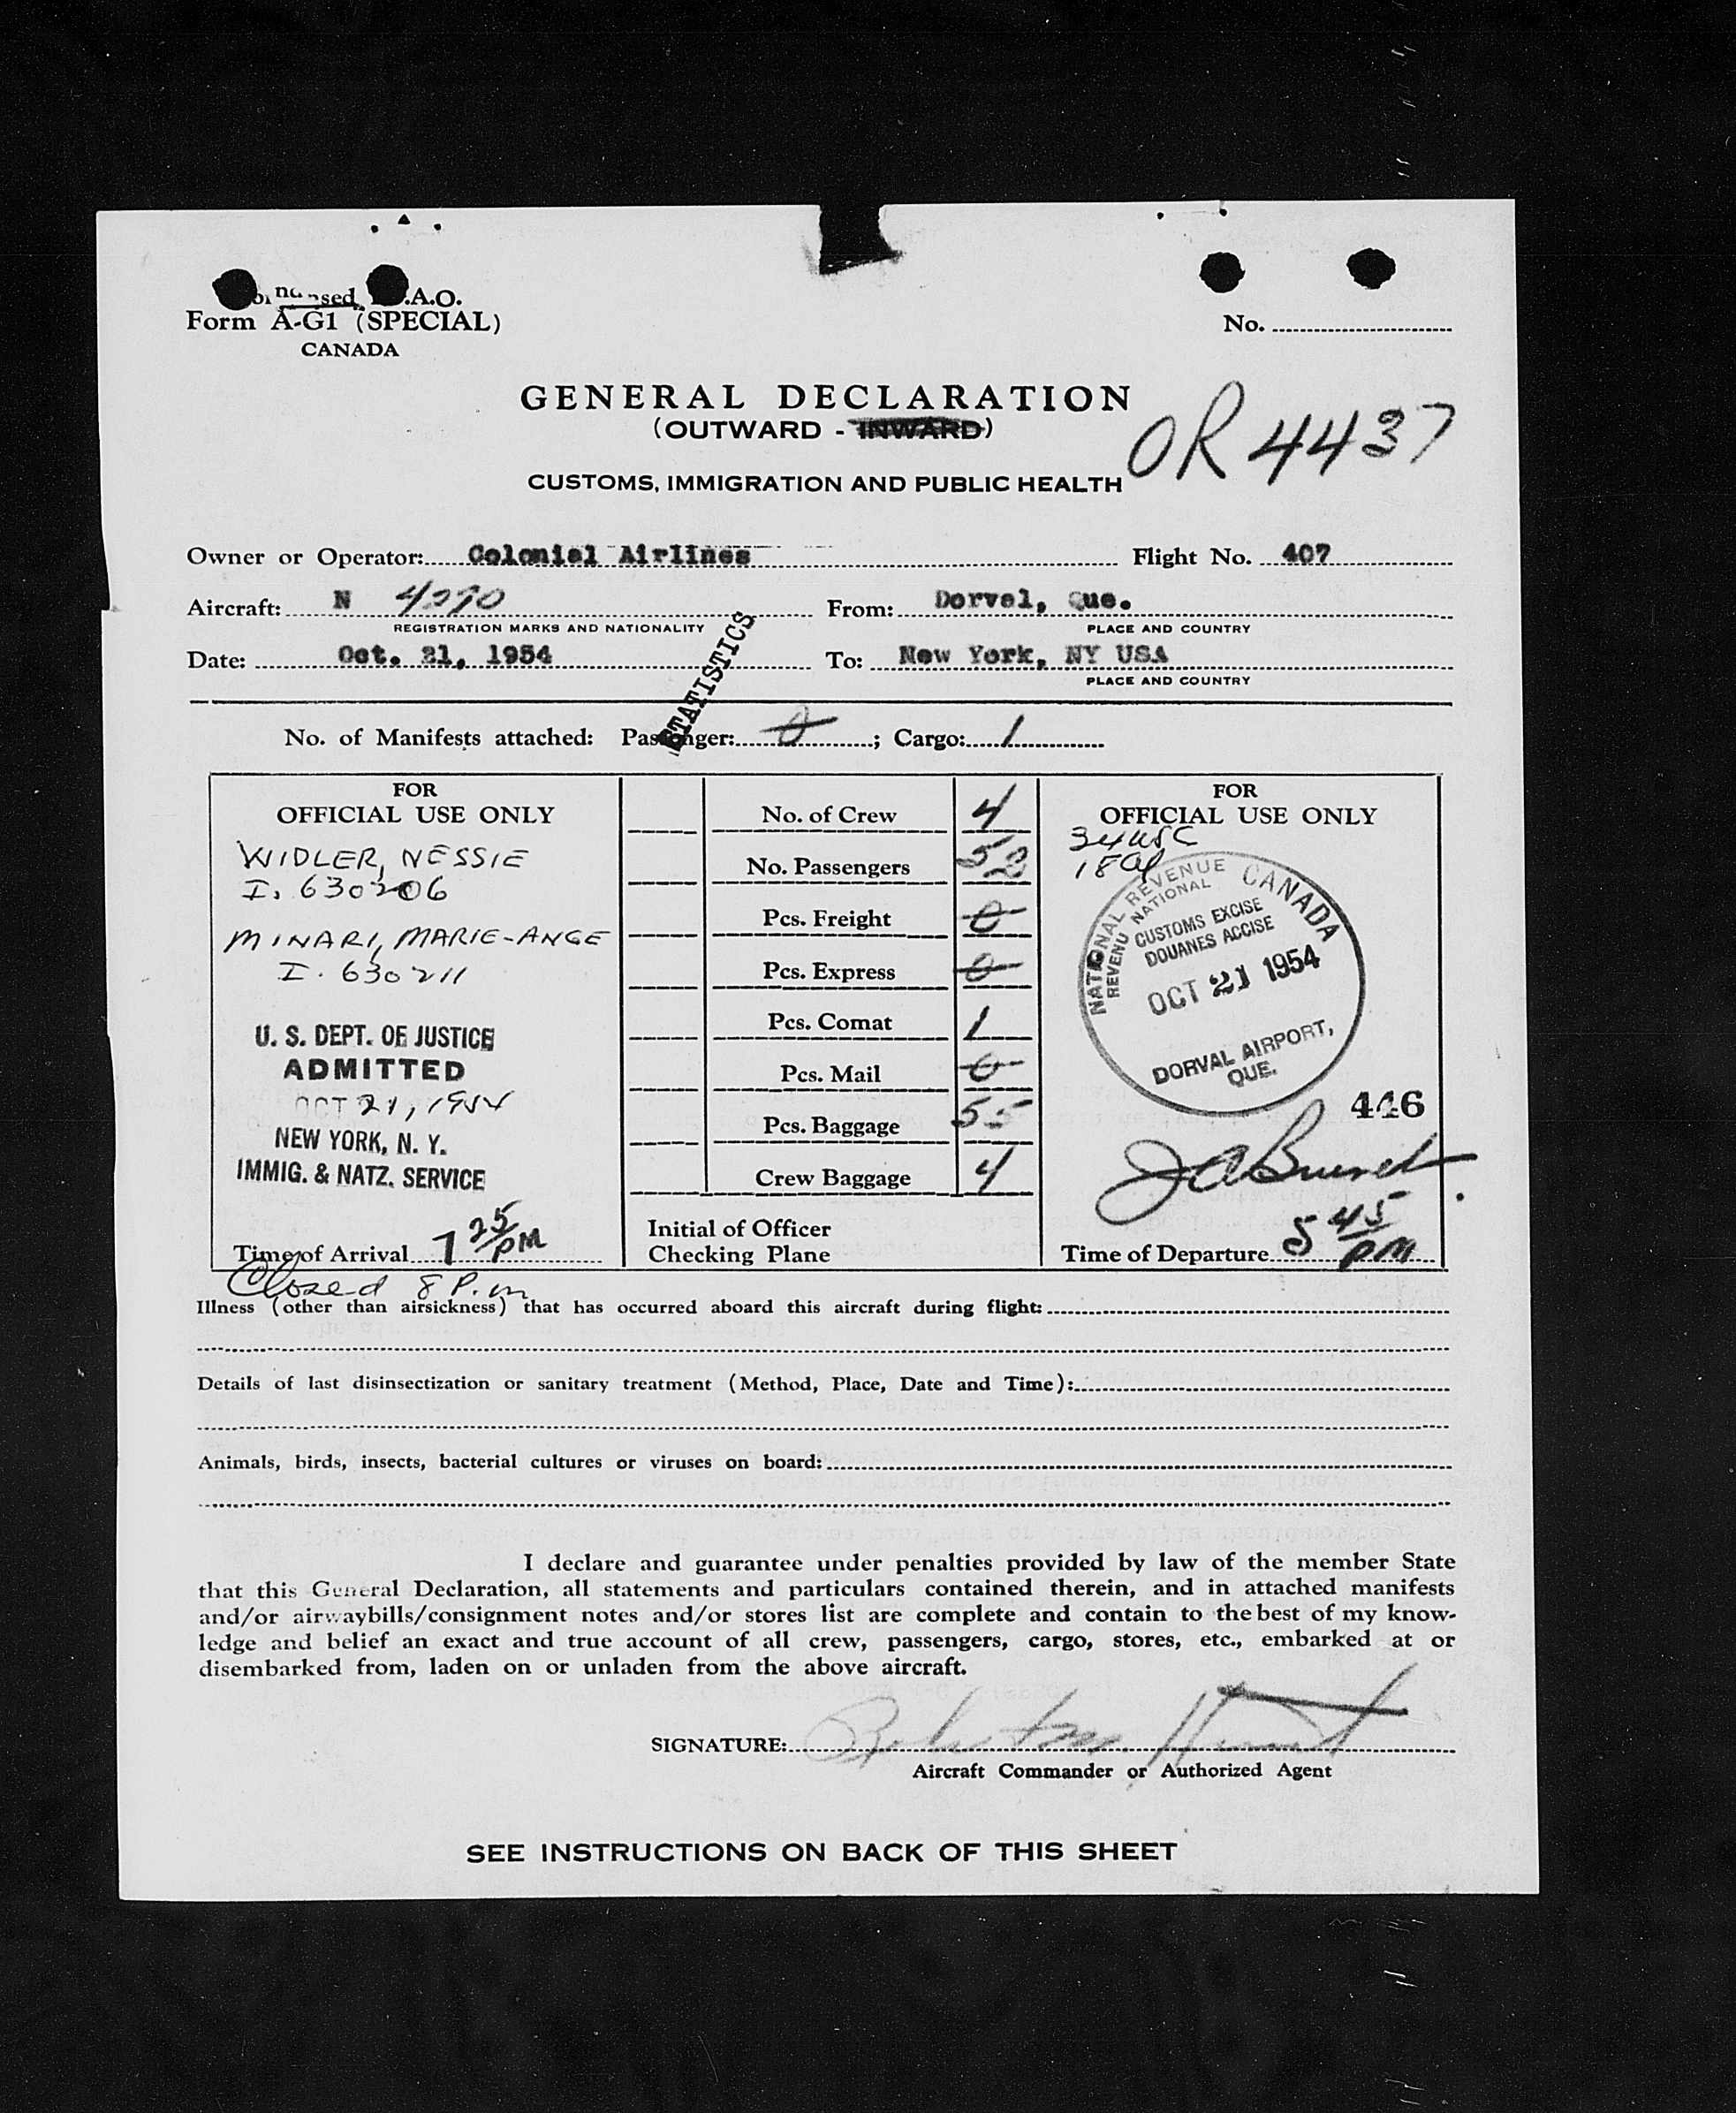 Form A-G1 (SPECIAL)
CANADA
No.
GENERAL DECLARATION
(OUTWARD - INWARD)
OR 4437
CUSTOMS, IMMIGRATION AND PUBLIC HEALTH
Owner or Operator: Colonial Airlines Flight No. 407
Aircraft: N From: Dorvel, Que.
REGISTRATION MARKS AND NATIONALITY PLACE AND COUNTRY
Date: Oct. 21, 1954 To: New York, NY USA
PLACE AND COUNTRY
STATISTICS
No. of Manifests attached: Passenger: 0; Cargo: 1
FOR
OFFICIAL USE ONLY
WIDLER, NESSIE
I. 630206
MINARI, MARIE-ANGE
I. 630211
U. S. DEPT. OF JUSTICE
ADMITTED
OCT 21, 1954
NEW YORK, N. Y.
IMMIG. & NATZ. SERVICE
Time of Arrival 7 25 PM
Closed 8 P.m
No. of Crew 4
No. Passengers 52
Pcs. Freight 0
Pcs. Express 0
Pcs. Comat 1
Pcs. Mail 0
Pcs. Baggage 55
Crew Baggage 4
Initial of Officer
Checking Plane
FOR
OFFICIAL USE ONLY
34 USC
NATIONAL REVENUE CANADA
REVENU NATIONAL
CUSTOMS EXCISE
DOUANES ACCISE
OCT 21 1954
DORVAL AIRPORT,
QUE.
446
Time of Departure 5 45 PM
Illness (other than airsickness) that has occurred aboard this aircraft during flight:
Details of last disinsectization or sanitary treatment (Method, Place, Date and Time):
Animals, birds, insects, bacterial cultures or viruses on board:
I declare and guarantee under penalties provided by law of the member State
that this General Declaration, all statements and particulars contained therein, and in attached manifests
and/or airwaybills/consignment notes and/or stores list are complete and contain to the best of my know-
ledge and belief an exact and true account of all crew, passengers, cargo, stores, etc., embarked at or
disembarked from, laden on or unladen from the above aircraft.
SIGNATURE:
Aircraft Commander or Authorized Agent
SEE INSTRUCTIONS ON BACK OF THIS SHEET